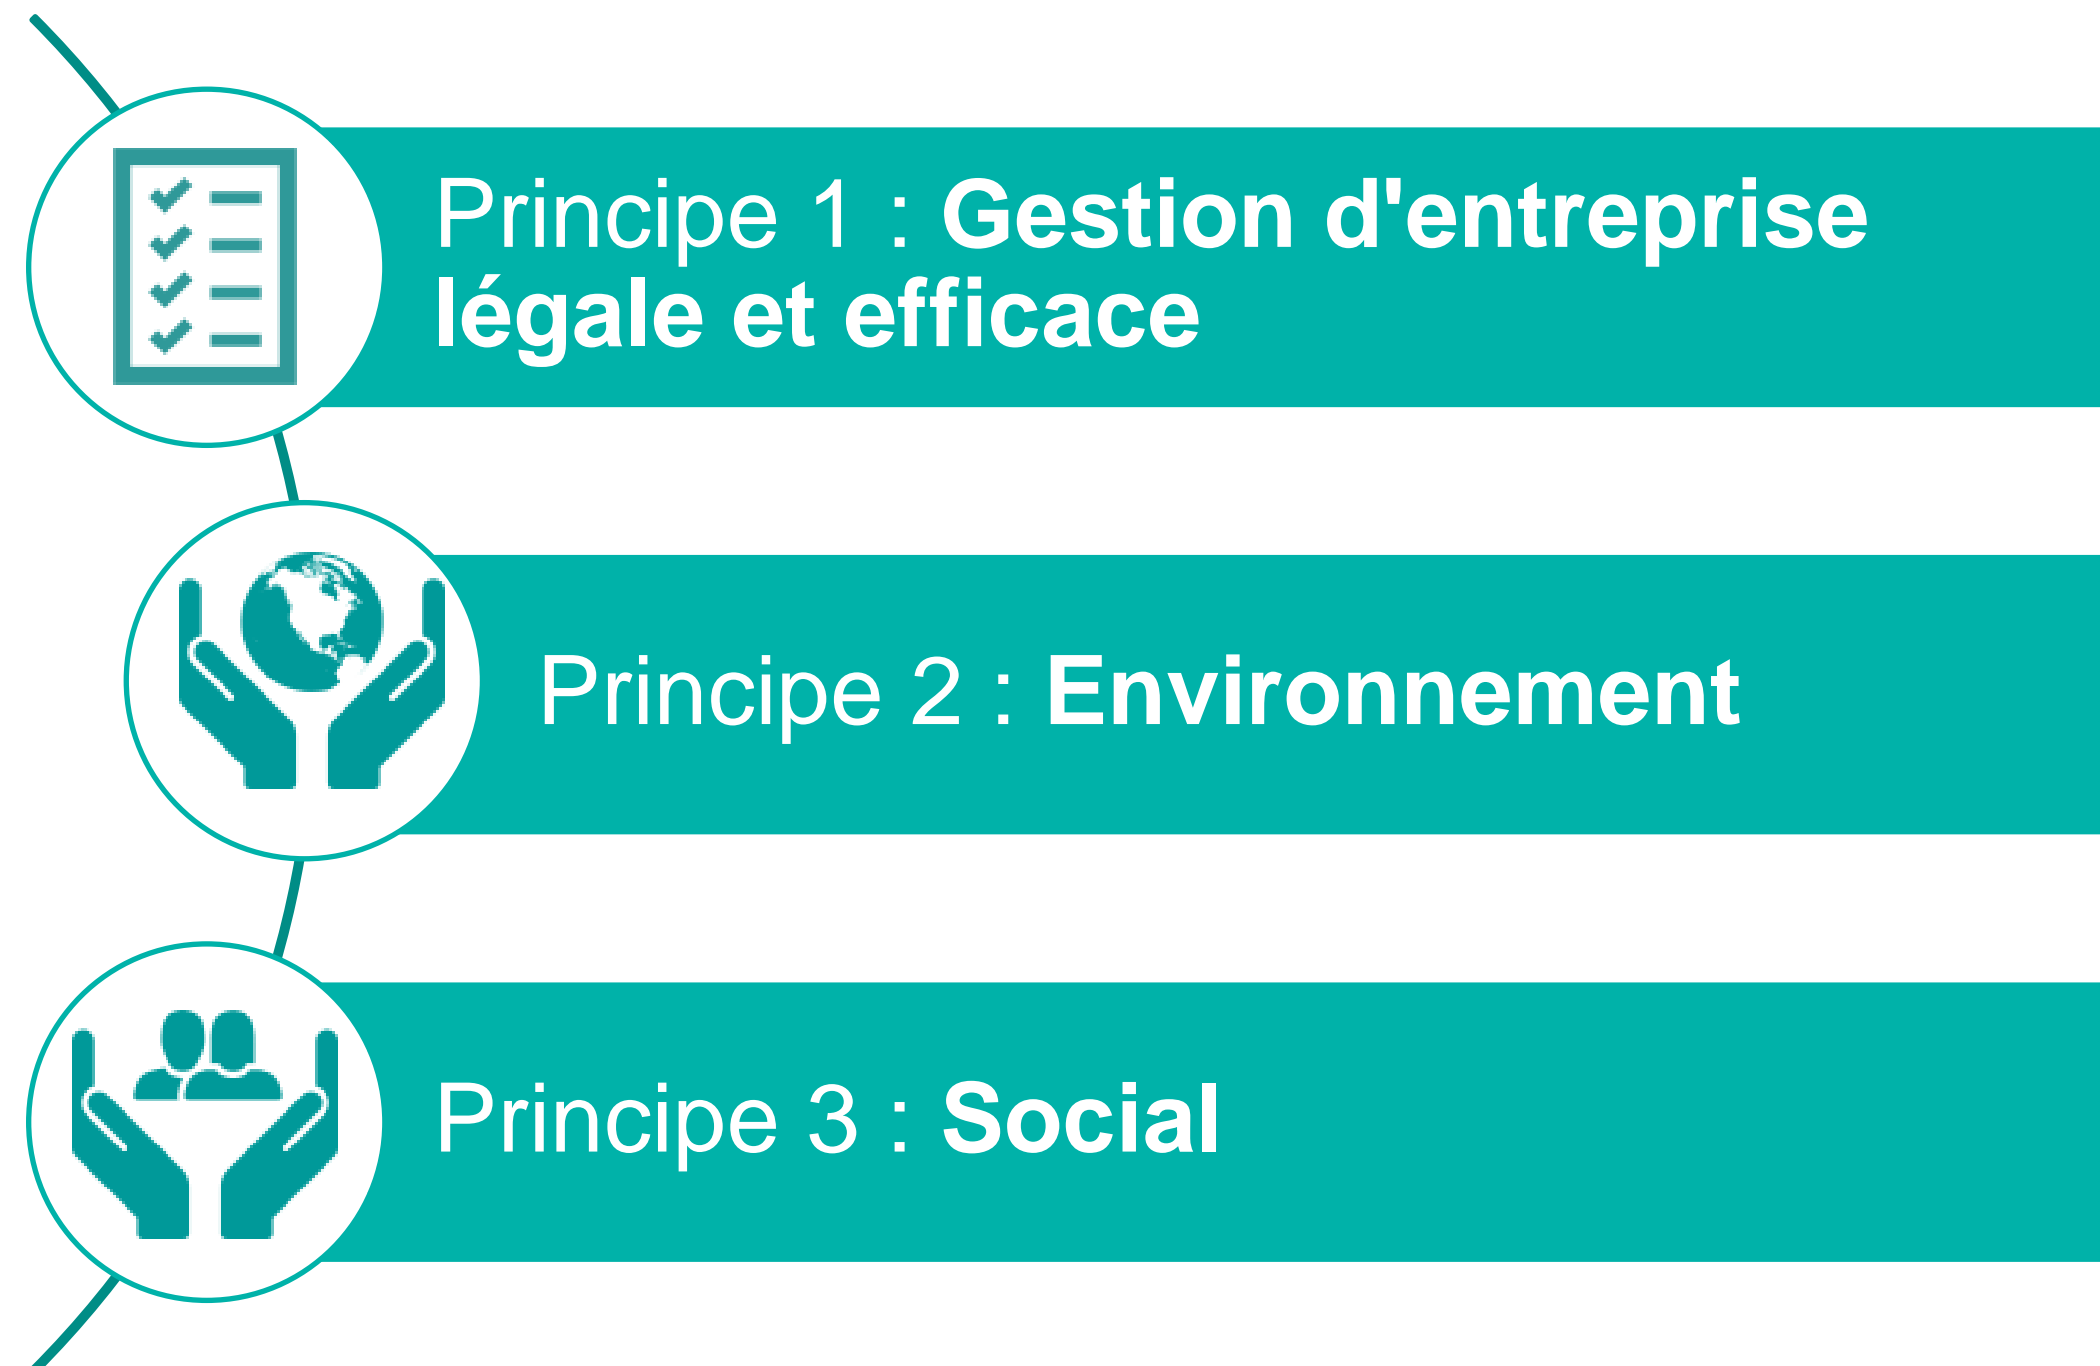 Principe 1 : Gestion d'entreprise
légale et efficace
Principe 2 : Environnement
Principe 3 : Social